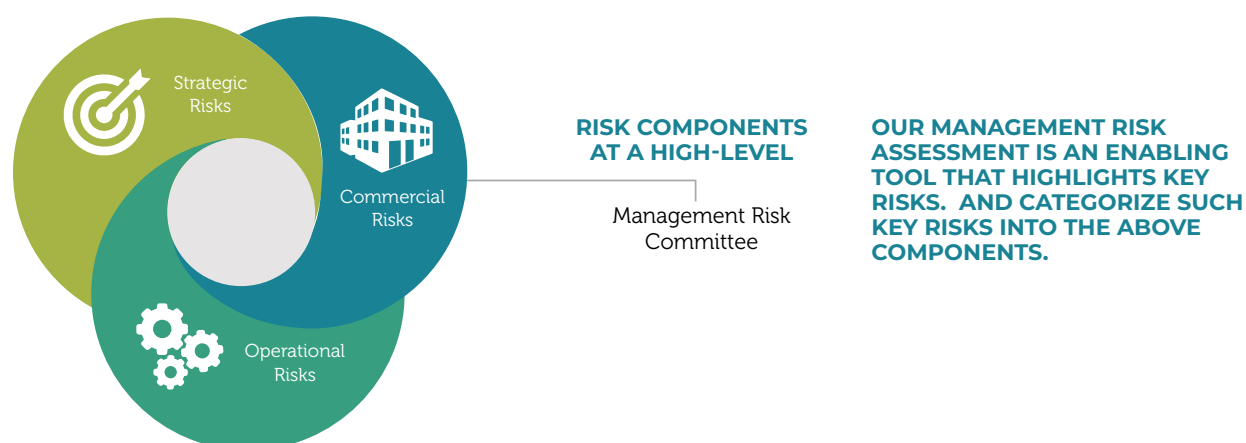 Strategic
Risks
Commercial
Risks
Operational
Risks
RISK COMPONENTS
AT A HIGH-LEVEL
Management Risk
Committee
OUR MANAGEMENT RISK
ASSESSMENT IS AN ENABLING
TOOL THAT HIGHLIGHTS KEY
RISKS.  AND CATEGORIZE SUCH
KEY RISKS INTO THE ABOVE
COMPONENTS.